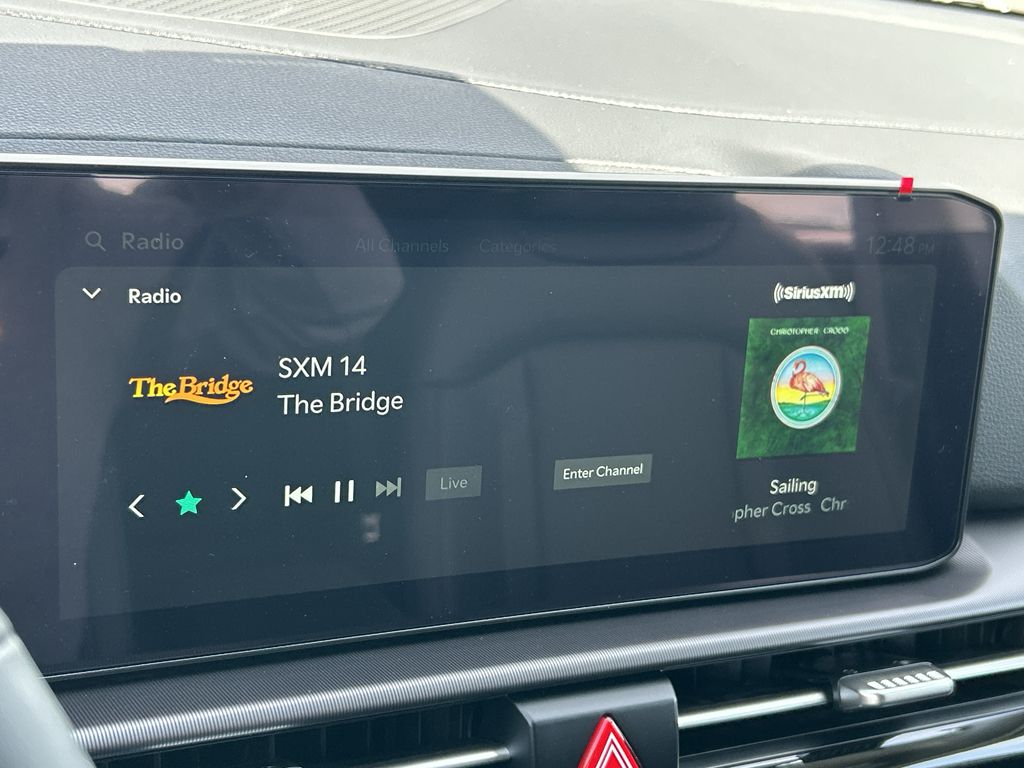 Radio
All Channels
Categories
12:48 PM
Radio
((SiriusXM))
CHRISTOPHER CROSS
The Bridge
SXM 14
The Bridge
Live
Enter Channel
Sailing
opher Cross Chr